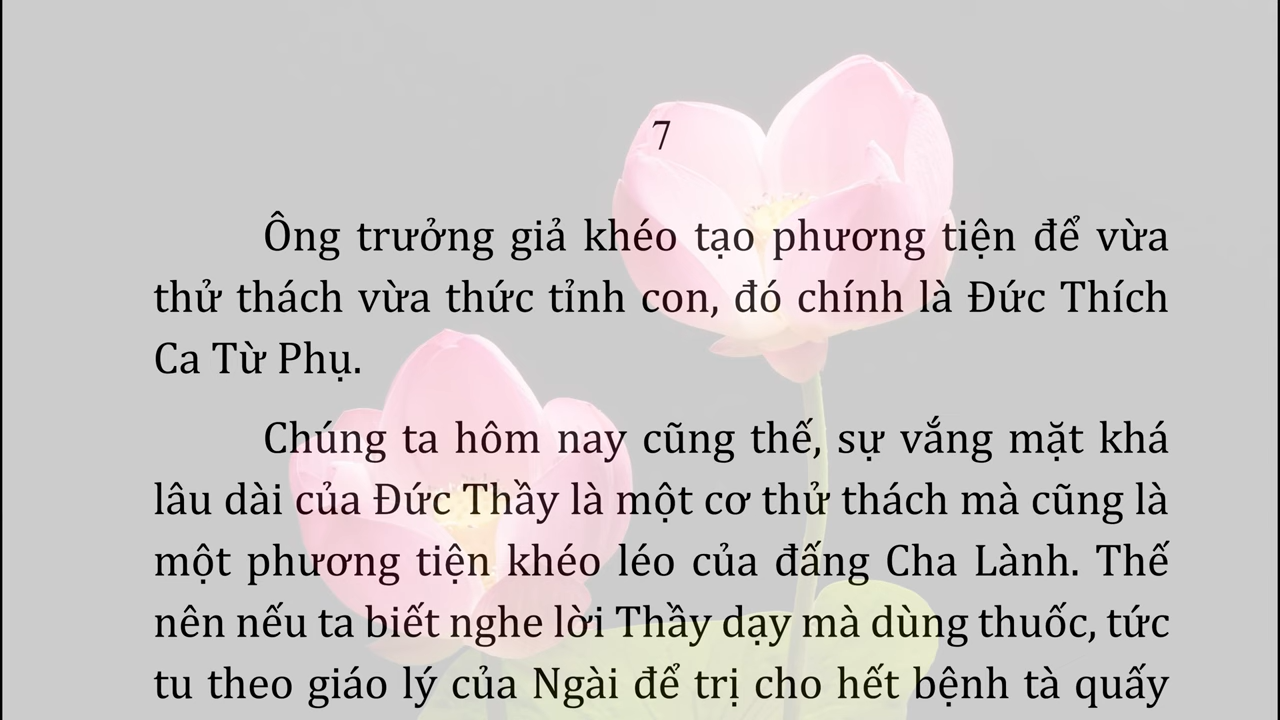 7
Ông trưởng giả khéo tạo phương tiện để vừa
thử thách vừa thức tỉnh con, đó chính là Đức Thích
Ca Từ Phụ.
Chúng ta hôm nay cũng thế, sự vắng mặt khá
lâu dài của Đức Thầy là một cơ thử thách mà cũng là
một phương tiện khéo léo của đấng Cha Lành. Thế
nên nếu ta biết nghe lời Thầy dạy mà dùng thuốc, tức
tu theo giáo lý của Ngài để trị cho hết bệnh tà quấy